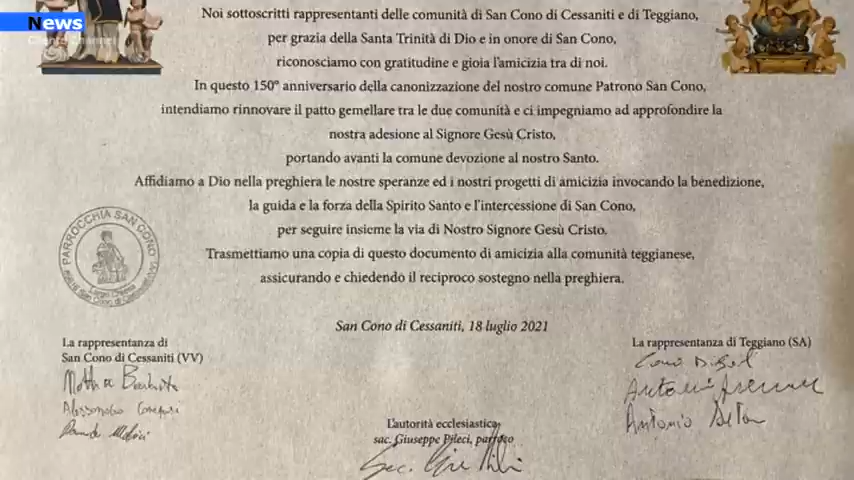 News
Cilento Channel
Noi sottoscritti rappresentanti delle comunità di San Cono di Cessaniti e di Teggiano,
per grazia della Santa Trinità di Dio e in onore di San Cono,
riconosciamo con gratitudine e gioia l'amicizia tra di noi.
In questo 150° anniversario della canonizzazione del nostro comune Patrono San Cono,
intendiamo rinnovare il patto gemellare tra le due comunità e ci impegniamo ad approfondire la
nostra adesione al Signore Gesù Cristo,
portando avanti la comune devozione al nostro Santo.
Affidiamo a Dio nella preghiera le nostre speranze ed i nostri progetti di amicizia invocando la benedizione,
la guida e la forza della Spirito Santo e l'intercessione di San Cono,
per seguire insieme la via di Nostro Signore Gesù Cristo.
Trasmettiamo una copia di questo documento di amicizia alla comunità teggianese,
assicurando e chiedendo il reciproco sostegno nella preghiera.
PARROCCHIA SAN CONO
San Cono di Cessaniti, 18 luglio 2021
La rappresentanza di
San Cono di Cessaniti (VV)
La rappresentanza di Teggiano (SA)
Antonio
L'autorità ecclesiastica
sac. Giuseppe Pileci, parroco
Sac.